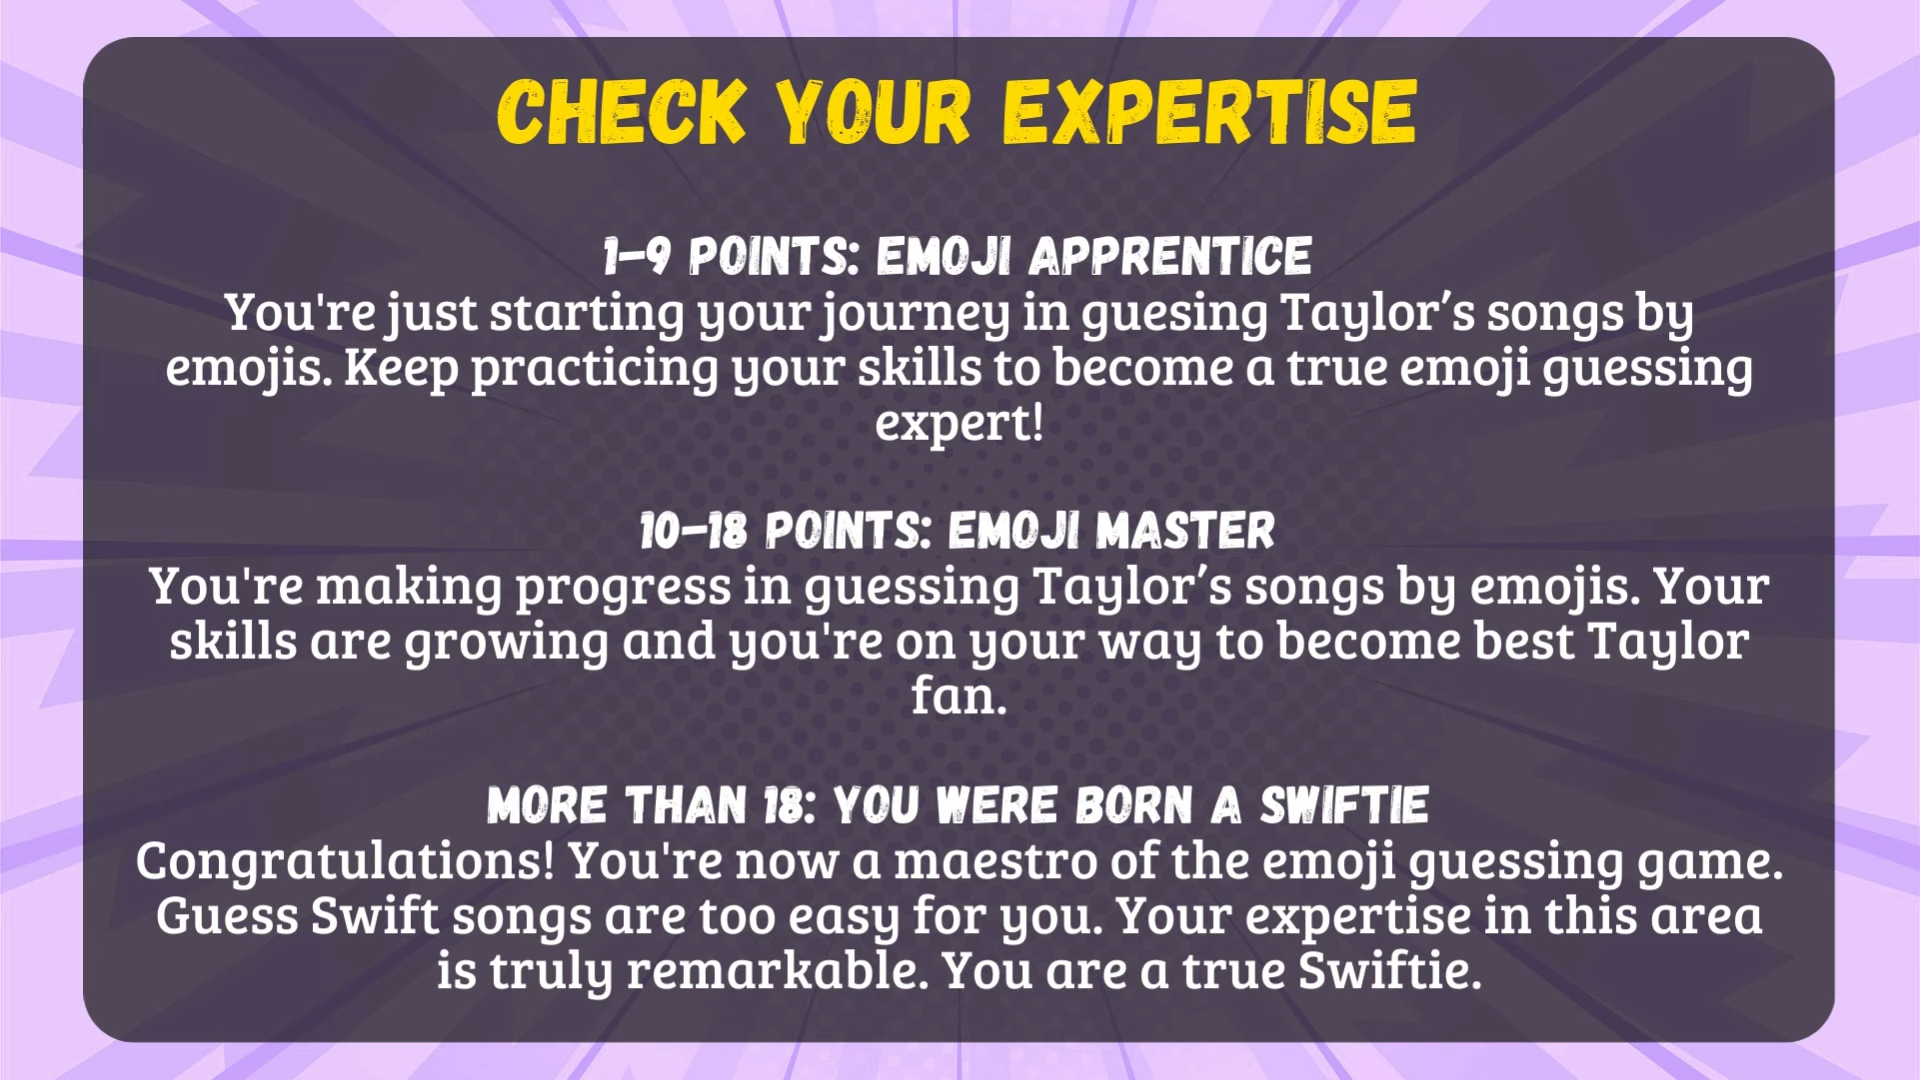 CHECK YOUR EXPERTISE
1-9 POINTS: EMOJI APPRENTICE
You're just starting your journey in guesing Taylor’s songs by
emojis. Keep practicing your skills to become a true emoji guessing
expert!
10-18 POINTS: EMOJI MASTER
You're making progress in guessing Taylor’s songs by emojis. Your
skills are growing and you're on your way to become best Taylor
fan.
MORE THAN 18: YOU WERE BORN A SWIFTIE
Congratulations! You're now a maestro of the emoji guessing game.
Guess Swift songs are too easy for you. Your expertise in this area
is truly remarkable. You are a true Swiftie.